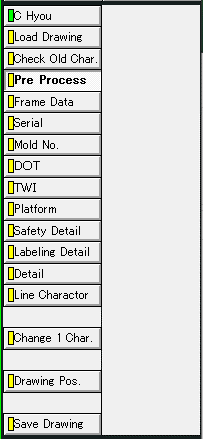 C Hyou
Load Drawing
Check Old Char.
Pre Process
Frame Data
Serial
Mold No.
DOT
TWI
Platform
Safety Detail
Labeling Detail
Detail
Line Charactor
Change 1 Char.
Drawing Pos.
Save Drawing